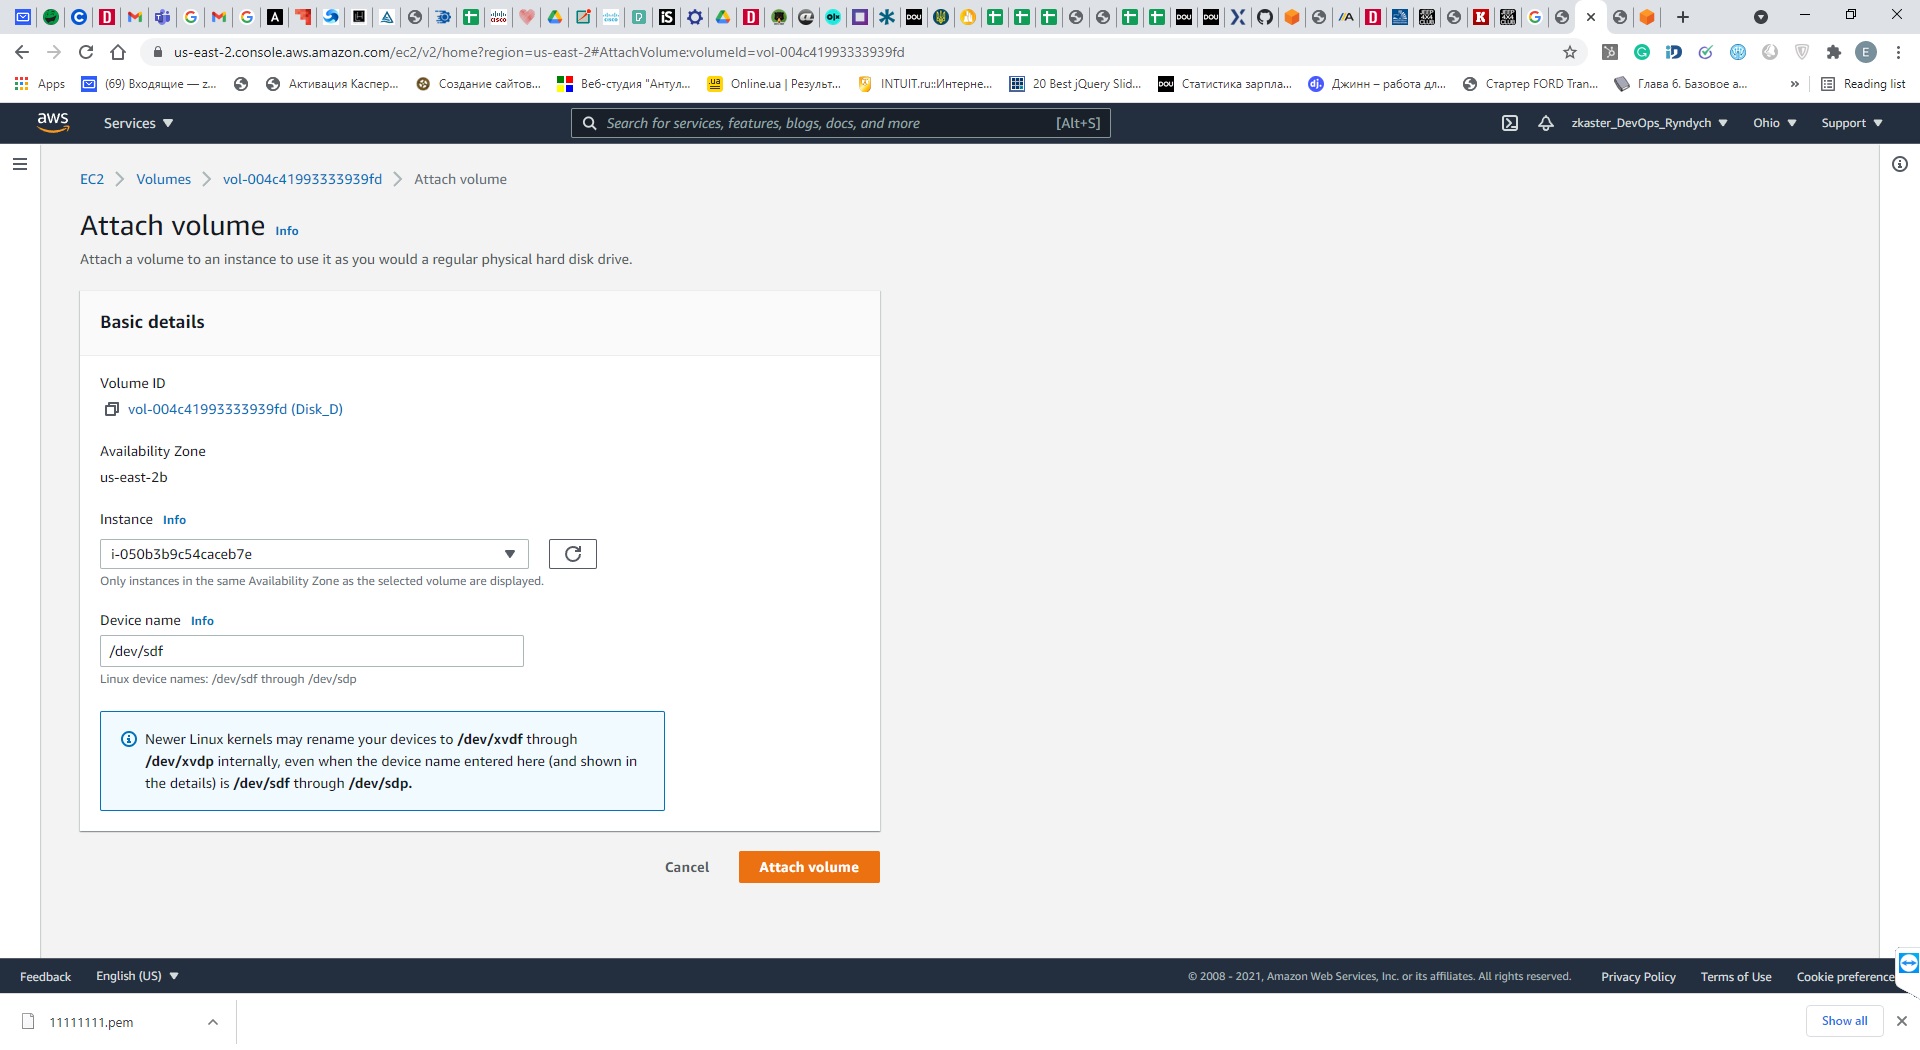 us-east-2.console.aws.amazon.com/ec2/v2/home?region=us-east-2#AttachVolume:volumeId=vol-004c41993333939fd
Apps (69) Входящие — z... Активация Каспер... Создание сайтов... Веб-студия "Антул... Online.ua | Результ... INTUIT.ru::Интерне... 20 Best jQuery Slid... Статистика зарпла... Джинн – работа дл... Стартер FORD Tran... Глава 6. Базовое а... » Reading list
aws Services Search for services, features, blogs, docs, and more [Alt+S] zkaster_DevOps_Ryndych Ohio Support
EC2 > Volumes > vol-004c41993333939fd > Attach volume
Attach volume Info
Attach a volume to an instance to use it as you would a regular physical hard disk drive.
Basic details
Volume ID
vol-004c41993333939fd (Disk_D)
Availability Zone
us-east-2b
Instance Info
i-050b3b9c54caceb7e
Only instances in the same Availability Zone as the selected volume are displayed.
Device name Info
/dev/sdf
Linux device names: /dev/sdf through /dev/sdp
Newer Linux kernels may rename your devices to /dev/xvdf through
/dev/xvdp internally, even when the device name entered here (and shown in
the details) is /dev/sdf through /dev/sdp.
Cancel Attach volume
Feedback English (US) © 2008 - 2021, Amazon Web Services, Inc. or its affiliates. All rights reserved. Privacy Policy Terms of Use Cookie preference
11111111.pem Show all